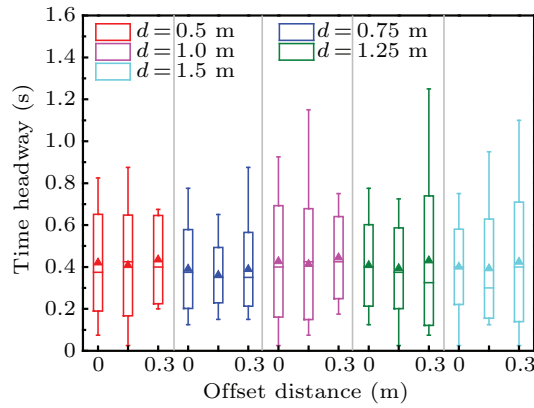 d = 0.5 m d = 0.75 m
d = 1.0 m d = 1.25 m
d = 1.5 m
Time headway (s)
1.6
1.4
1.2
1.0
0.8
0.6
0.4
0.2
0
0 0.3 0 0.3 0 0.3 0 0.3 0 0.3
Offset distance (m)